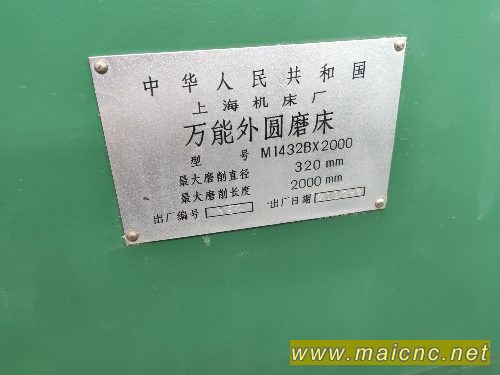 中华人民共和国
上海机床厂
万能外圆磨床
型 号 M1432BX2000
最大磨削直径 320 mm
最大磨削长度 2000 mm
出厂编号 出厂日期
www.maicnc.net